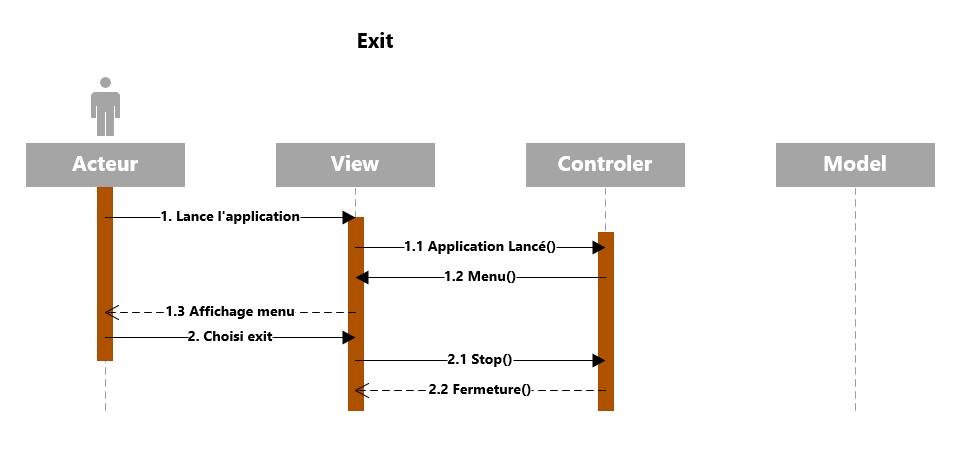 Exit
Acteur
View
Controler
Model
1. Lance l'application
1.1 Application Lancé()
1.2 Menu()
1.3 Affichage menu
2. Choisi exit
2.1 Stop()
2.2 Fermeture()